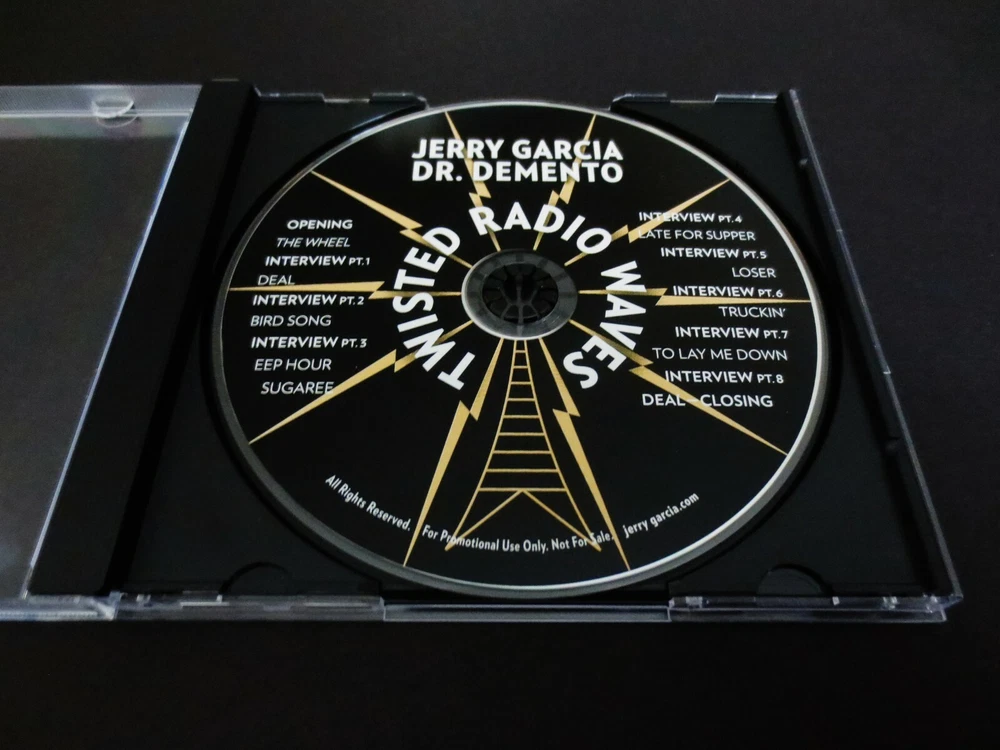 JERRY GARCIA
DR. DEMENTO
TWISTED RADIO WAVES
OPENING
THE WHEEL
INTERVIEW PT.1
DEAL
INTERVIEW PT.2
BIRD SONG
INTERVIEW PT.3
EEP HOUR
SUGAREE
INTERVIEW PT.4
LATE FOR SUPPER
INTERVIEW PT.5
LOSER
INTERVIEW PT.6
TRUCKIN'
INTERVIEW PT.7
TO LAY ME DOWN
INTERVIEW PT.8
DEAL—CLOSING
All Rights Reserved. For Promotional Use Only. Not For Sale. jerry garcia.com